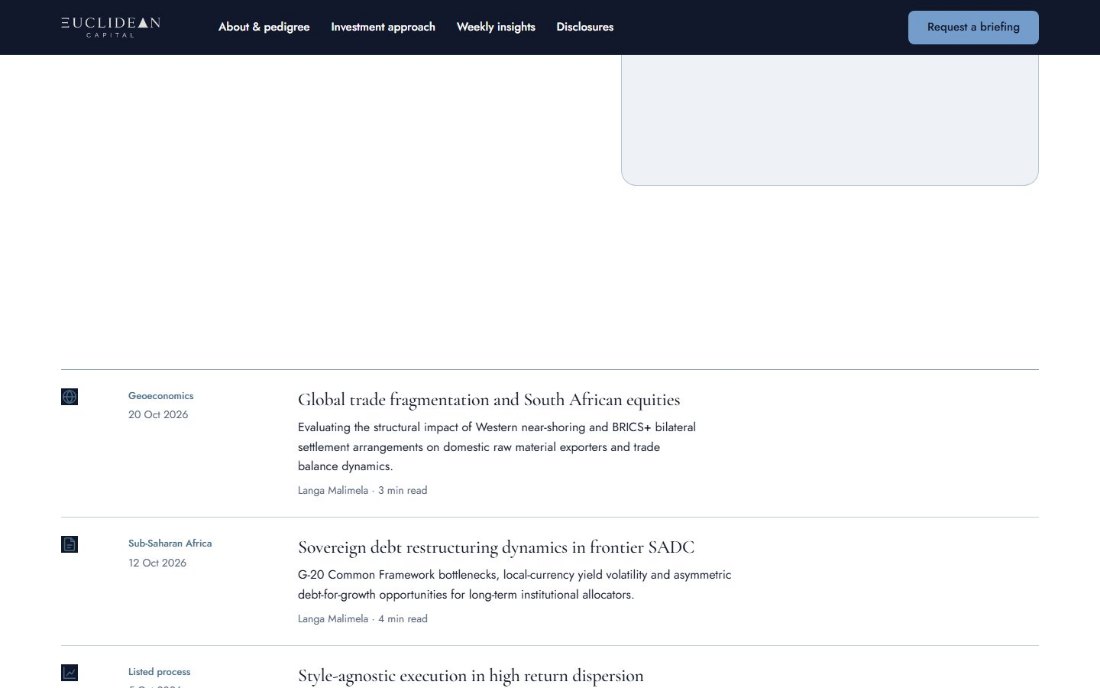 EUCLIDEAN
CAPITAL
About & pedigree
Investment approach
Weekly insights
Disclosures
Request a briefing
Geoeconomics
20 Oct 2026
Global trade fragmentation and South African equities
Evaluating the structural impact of Western near-shoring and BRICS+ bilateral
settlement arrangements on domestic raw material exporters and trade
balance dynamics.
Langa Malimela · 3 min read
Sub-Saharan Africa
12 Oct 2026
Sovereign debt restructuring dynamics in frontier SADC
G-20 Common Framework bottlenecks, local-currency yield volatility and asymmetric
debt-for-growth opportunities for long-term institutional allocators.
Langa Malimela · 4 min read
Listed process
Style-agnostic execution in high return dispersion